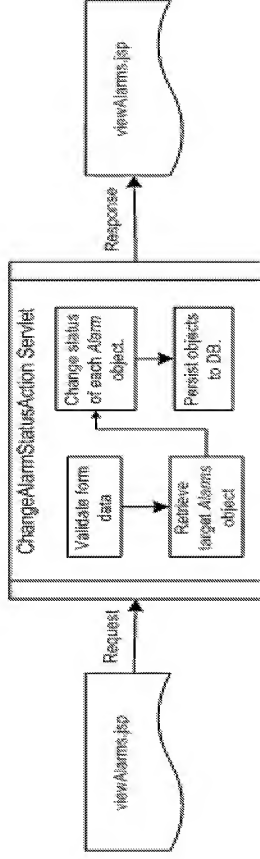 viewAlarms.jsp
Request
ChangeAlarmStatusAction Servlet
Validate form
data
Retrieve
target Alarms
object
Change status
of each Alarm
object.
Persist objects
to DB.
Response
viewAlarms.jsp